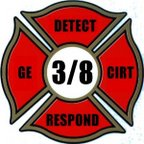 DETECT
GE 3/8 CIRT
RESPOND